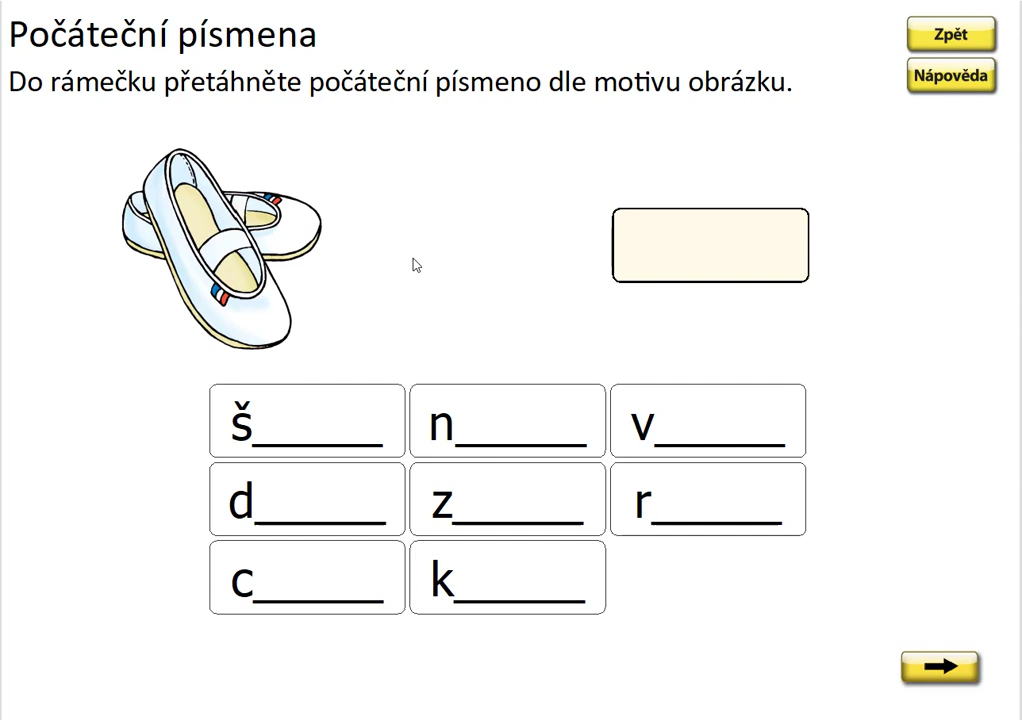 Počáteční písmena
Zpět
Do rámečku přetáhněte počáteční písmeno dle motivu obrázku.
Nápověda
š______ n______ v______
d______ z______ r______
c______ k______